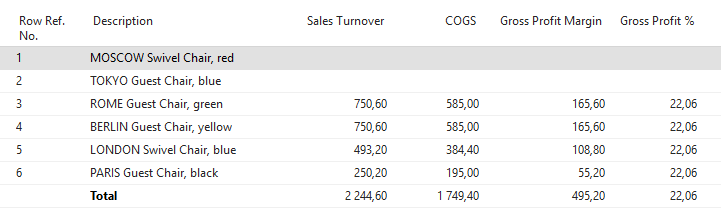 Row Ref. No. Description Sales Turnover COGS Gross Profit Margin Gross Profit %
1 MOSCOW Swivel Chair, red
2 TOKYO Guest Chair, blue
3 ROME Guest Chair, green 750,60 585,00 165,60 22,06
4 BERLIN Guest Chair, yellow 750,60 585,00 165,60 22,06
5 LONDON Swivel Chair, blue 493,20 384,40 108,80 22,06
6 PARIS Guest Chair, black 250,20 195,00 55,20 22,06
Total 2 244,60 1 749,40 495,20 22,06